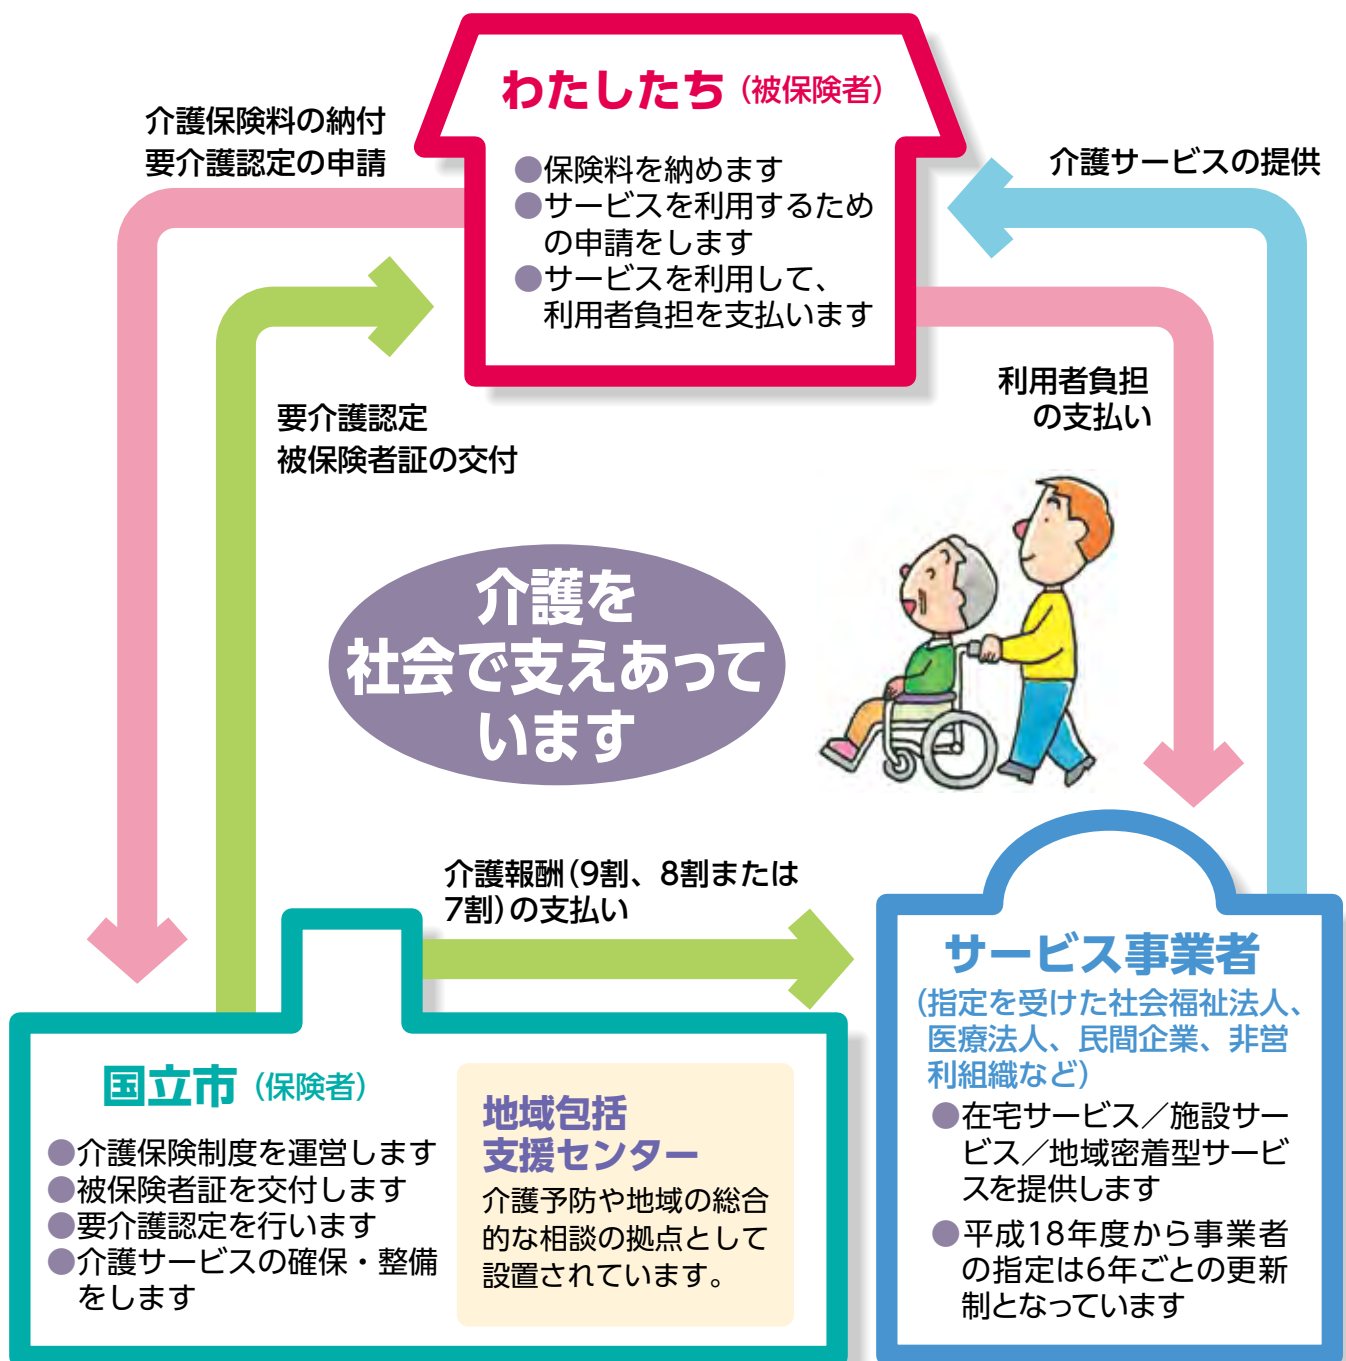 わたしたち（被保険者）
●保険料を納めます
●サービスを利用するため
の申請をします
●サービスを利用して、
利用者負担を支払います
介護保険料の納付
要介護認定の申請
介護サービスの提供
要介護認定
被保険者証の交付
利用者負担
の支払い
介護を
社会で支えあって
います
介護報酬（9割、8割または
7割）の支払い
国立市（保険者）
●介護保険制度を運営します
●被保険者証を交付します
●要介護認定を行います
●介護サービスの確保・整備
をします
地域包括
支援センター
介護予防や地域の総合
的な相談の拠点として
設置されています。
サービス事業者
（指定を受けた社会福祉法人、
医療法人、民間企業、非営
利組織など）
●在宅サービス／施設サー
ビス／地域密着型サービ
スを提供します
●平成18年度から事業者
の指定は6年ごとの更新
制となっています